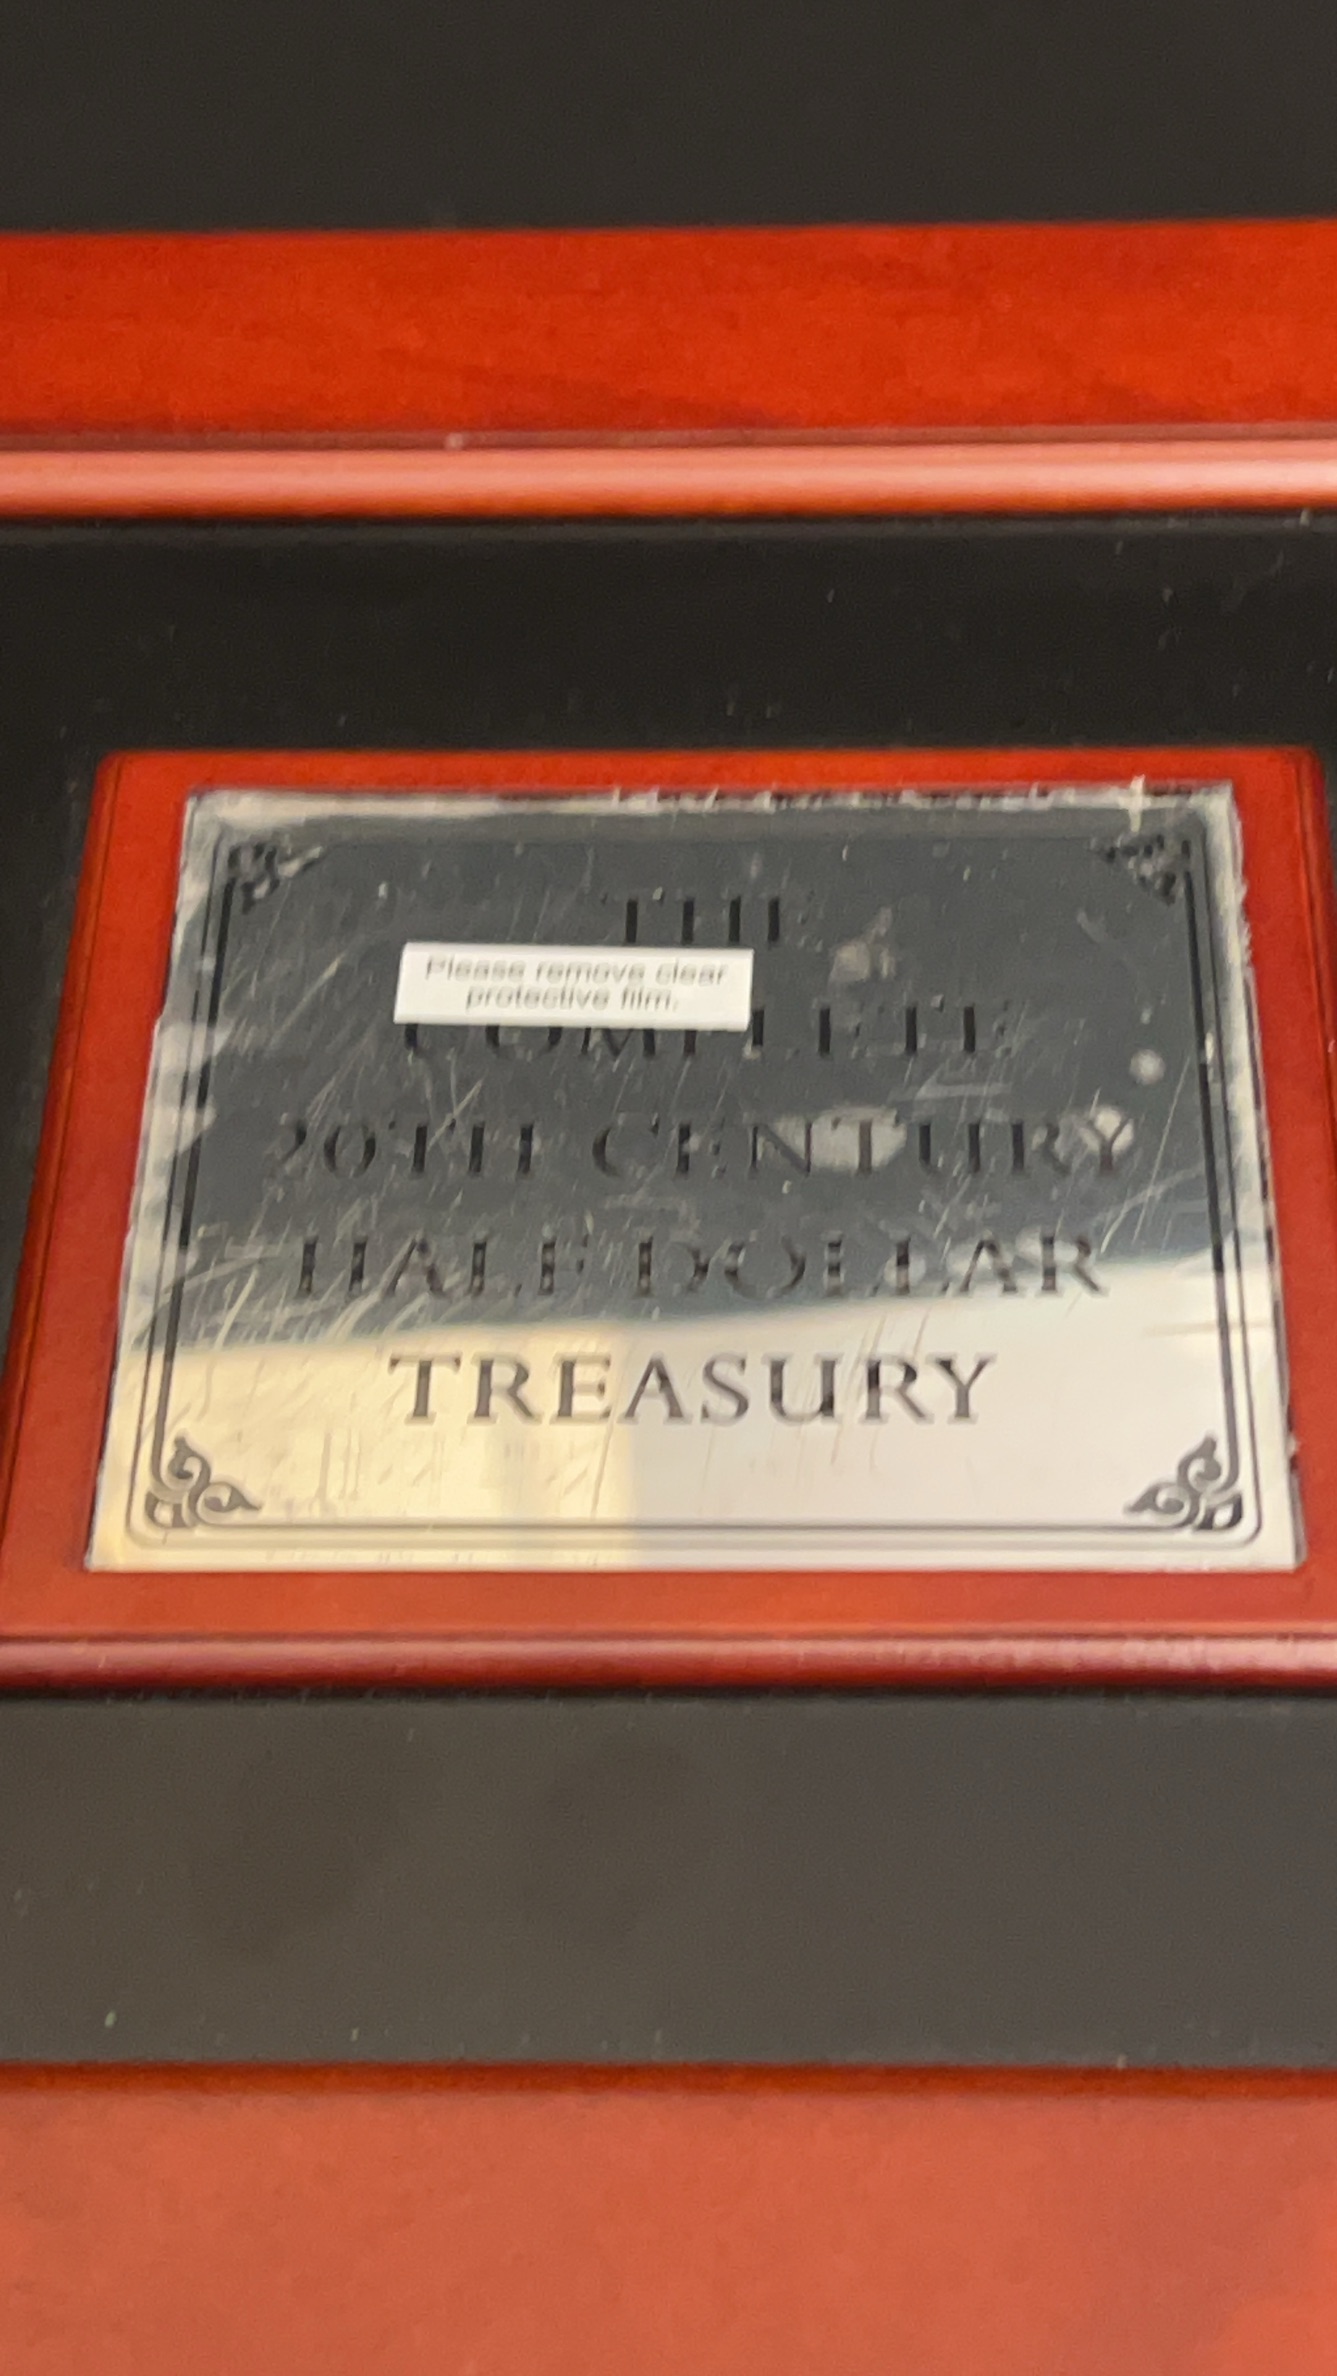 THE
Please remove clear
protective film.
COMPLETE
20TH CENTURY
HALF DOLLAR
TREASURY